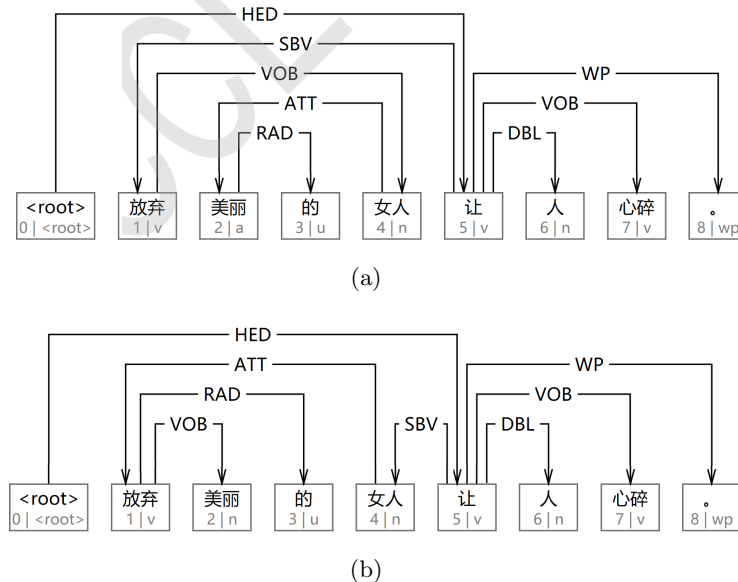 HED
SBV
VOB WP
ATT VOB
RAD DBL
<root> 放弃 美丽 的 女人 让 人 心碎 。
0 | <root> 1 | v 2 | a 3 | u 4 | n 5 | v 6 | n 7 | v 8 | wp
(a)
HED
ATT WP
RAD VOB
VOB SBV DBL
<root> 放弃 美丽 的 女人 让 人 心碎 。
0 | <root> 1 | v 2 | n 3 | u 4 | n 5 | v 6 | n 7 | v 8 | wp
(b)